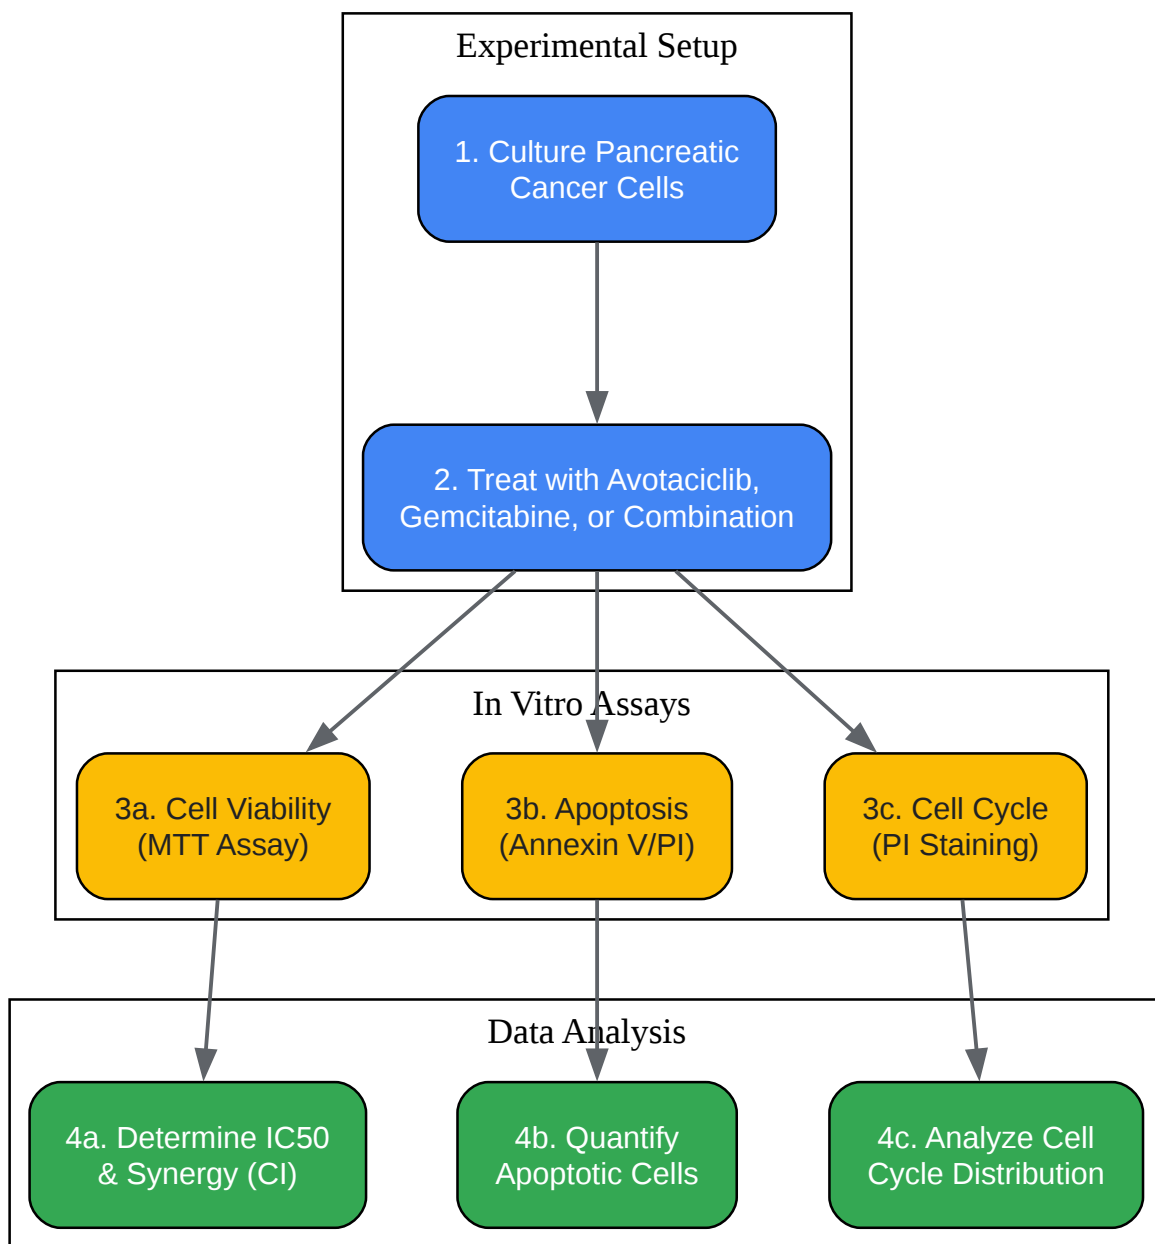 Experimental Setup
1. Culture Pancreatic
Cancer Cells
2. Treat with Avotaciclib,
Gemcitabine, or Combination
In Vitro Assays
3a. Cell Viability
(MTT Assay)
3b. Apoptosis
(Annexin V/PI)
3c. Cell Cycle
(PI Staining)
Data Analysis
4a. Determine IC50
& Synergy (CI)
4b. Quantify
Apoptotic Cells
4c. Analyze Cell
Cycle Distribution